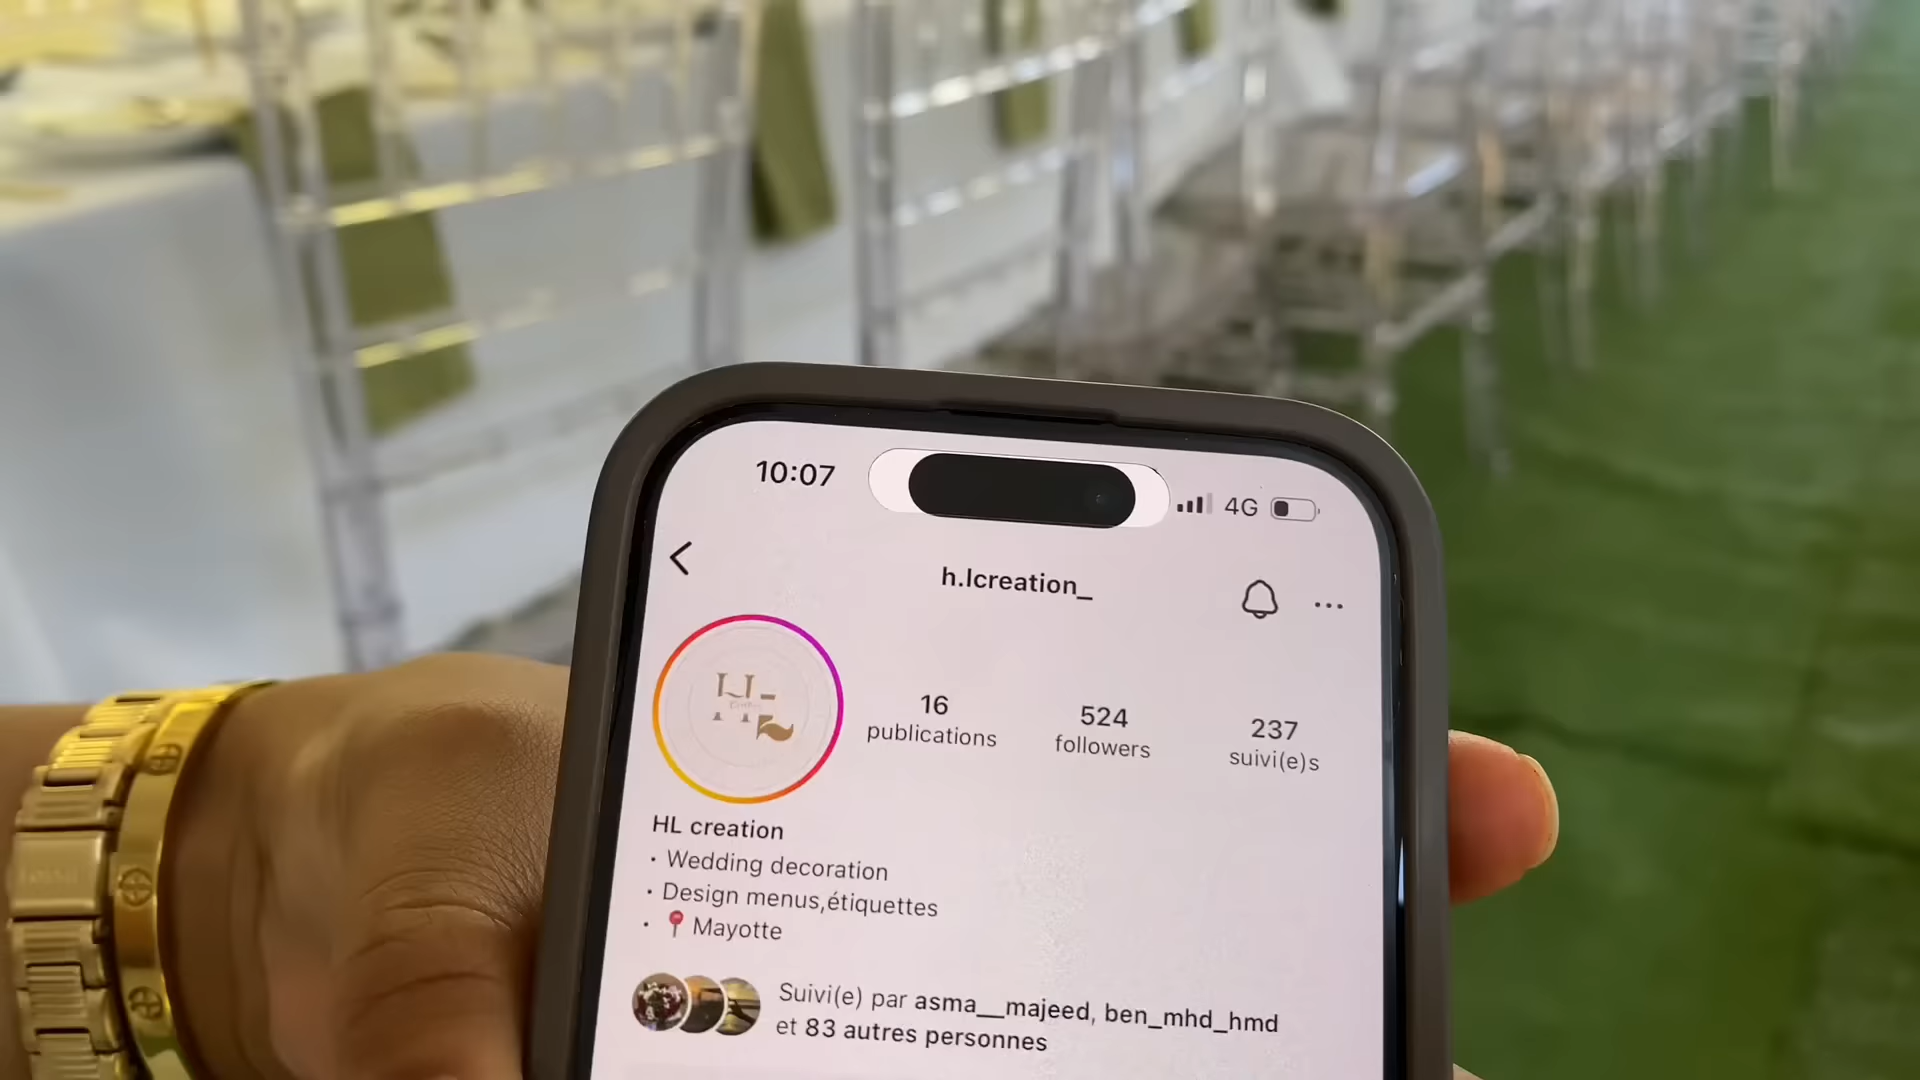 10:07
4G
h.lcreation_
HL
16
publications
524
followers
237
suivi(e)s
HL creation
• Wedding decoration
• Design menus,étiquettes
• 📍 Mayotte
Suivi(e) par asma__majeed, ben_mhd_hmd
et 83 autres personnes